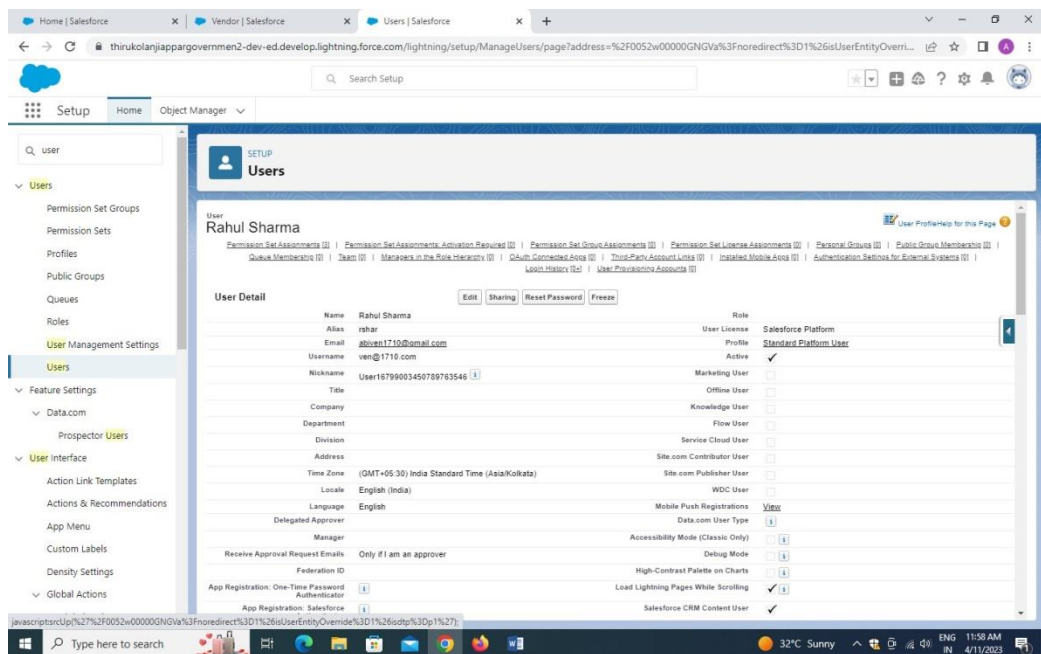 Home | Salesforce
Vendor | Salesforce
Users | Salesforce
thirukolanjiappargovernmen2-dev-ed.develop.lightning.force.com/lightning/setup/ManageUsers/page?address=%2F0052w00000GNGVa%3Fnoredirect%3D1%26isUserEntityOverri...
A
Search Setup
Setup
Home
Object Manager
user
Users
Permission Set Groups
Permission Sets
Profiles
Public Groups
Queues
Roles
User Management Settings
Users
Feature Settings
Data.com
Prospector Users
User Interface
Action Link Templates
Actions & Recommendations
App Menu
Custom Labels
Density Settings
Global Actions
SETUP
Users
User
Rahul Sharma
User Profile Help for this Page
Permission Set Assignments [2] | Permission Set Assignments: Activation Required [0] | Permission Set Group Assignments [0] | Permission Set License Assignments [0] | Personal Groups [0] | Public Group Membership [0] |
Queue Membership [0] | Team [0] | Managers in the Role Hierarchy [0] | OAuth Connected Apps [0] | Third-Party Account Links [0] | Installed Mobile Apps [0] | Authentication Settings for External Systems [0] |
Login History [0+] | User Provisioning Accounts [0]
User Detail
Edit Sharing Reset Password Freeze
Name Rahul Sharma Role
Alias rshar User License Salesforce Platform
Email abiven1710@gmail.com Profile Standard Platform User
Username ven@1710.com Active ✓
Nickname User16799003450789763546 i Marketing User
Title Offline User
Company Knowledge User
Department Flow User
Division Service Cloud User
Address Site.com Contributor User
Time Zone (GMT+05:30) India Standard Time (Asia/Kolkata) Site.com Publisher User
Locale English (India) WDC User
Language English Mobile Push Registrations View
Delegated Approver Data.com User Type i
Manager Accessibility Mode (Classic Only) i
Receive Approval Request Emails Only if I am an approver Debug Mode i
Federation ID High-Contrast Palette on Charts i
App Registration: One-Time Password Authenticator i Load Lightning Pages While Scrolling ✓ i
App Registration: Salesforce i Salesforce CRM Content User ✓
javascript:srcUp(%27%2F0052w00000GNGVa%3Fnoredirect%3D1%26isUserEntityOverride%3D1%26isdtp%3Dp1%27);
Type here to search
32°C Sunny
ENG
IN
11:58 AM
4/11/2023